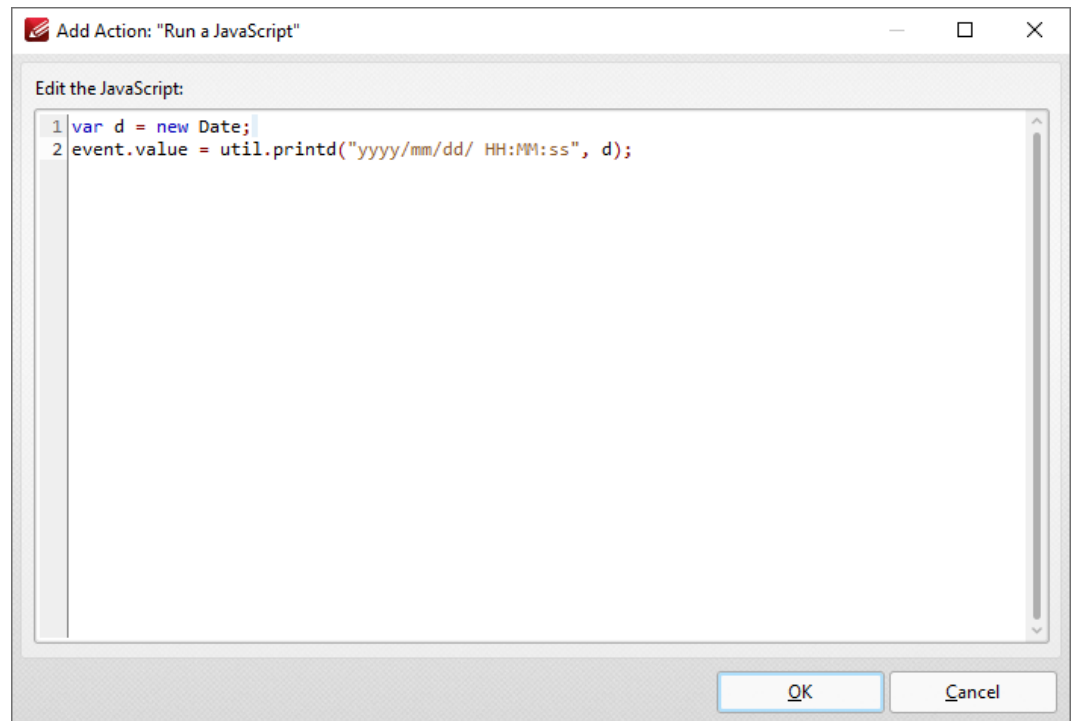 Add Action: "Run a JavaScript"
Edit the JavaScript:
1 var d = new Date;
2 event.value = util.printd("yyyy/mm/dd/ HH:MM:ss", d);
OK Cancel